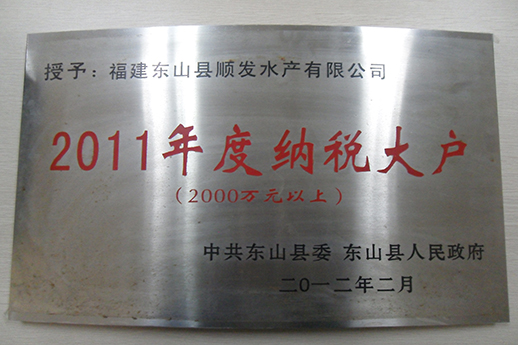 授予：福建东山县顺发水产有限公司
2011年度纳税大户
（2000万元以上）
中共东山县委 东山县人民政府
二〇一二年二月